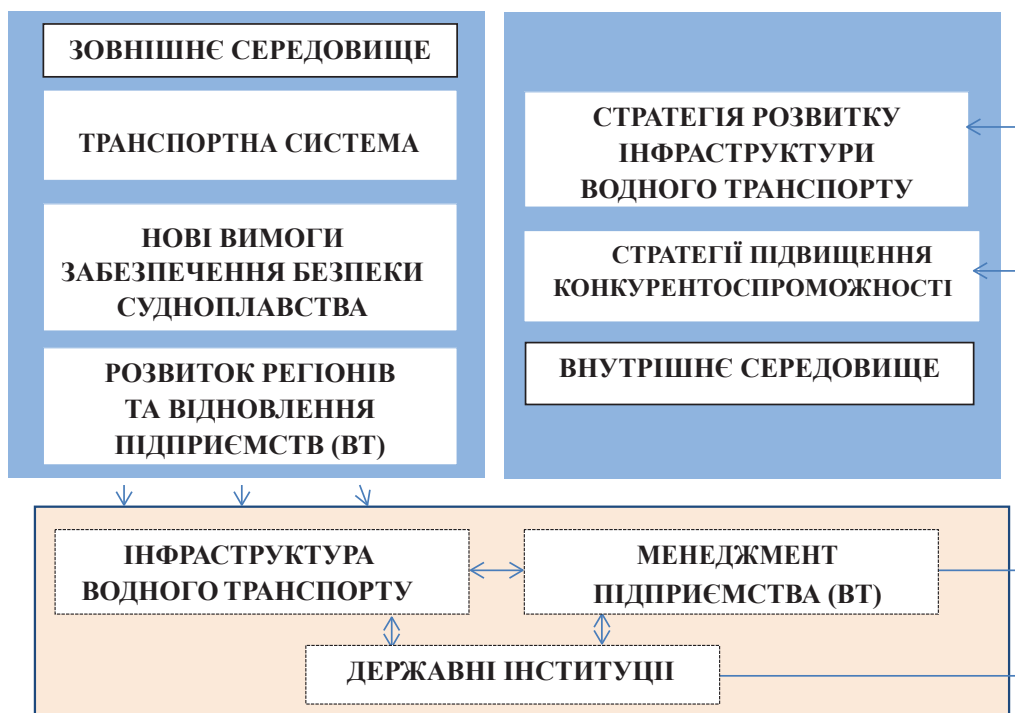 ЗОВНІШНЄ СЕРЕДОВИЩЕ
ТРАНСПОРТНА СИСТЕМА
НОВІ ВИМОГИ
ЗАБЕЗПЕЧЕННЯ БЕЗПЕКИ
СУДНОПЛАВСТВА
РОЗВИТОК РЕГІОНІВ
ТА ВІДНОВЛЕННЯ
ПІДПРИЄМСТВ (ВТ)
СТРАТЕГІЯ РОЗВИТКУ
ІНФРАСТРУКТУРИ
ВОДНОГО ТРАНСПОРТУ
СТРАТЕГІЇ ПІДВИЩЕННЯ
КОНКУРЕНТОСПРОМОЖНОСТІ
ВНУТРІШНЄ СЕРЕДОВИЩЕ
ІНФРАСТРУКТУРА
ВОДНОГО ТРАНСПОРТУ
МЕНЕДЖМЕНТ
ПІДПРИЄМСТВА (ВТ)
ДЕРЖАВНІ ІНСТИТУЦІЇ